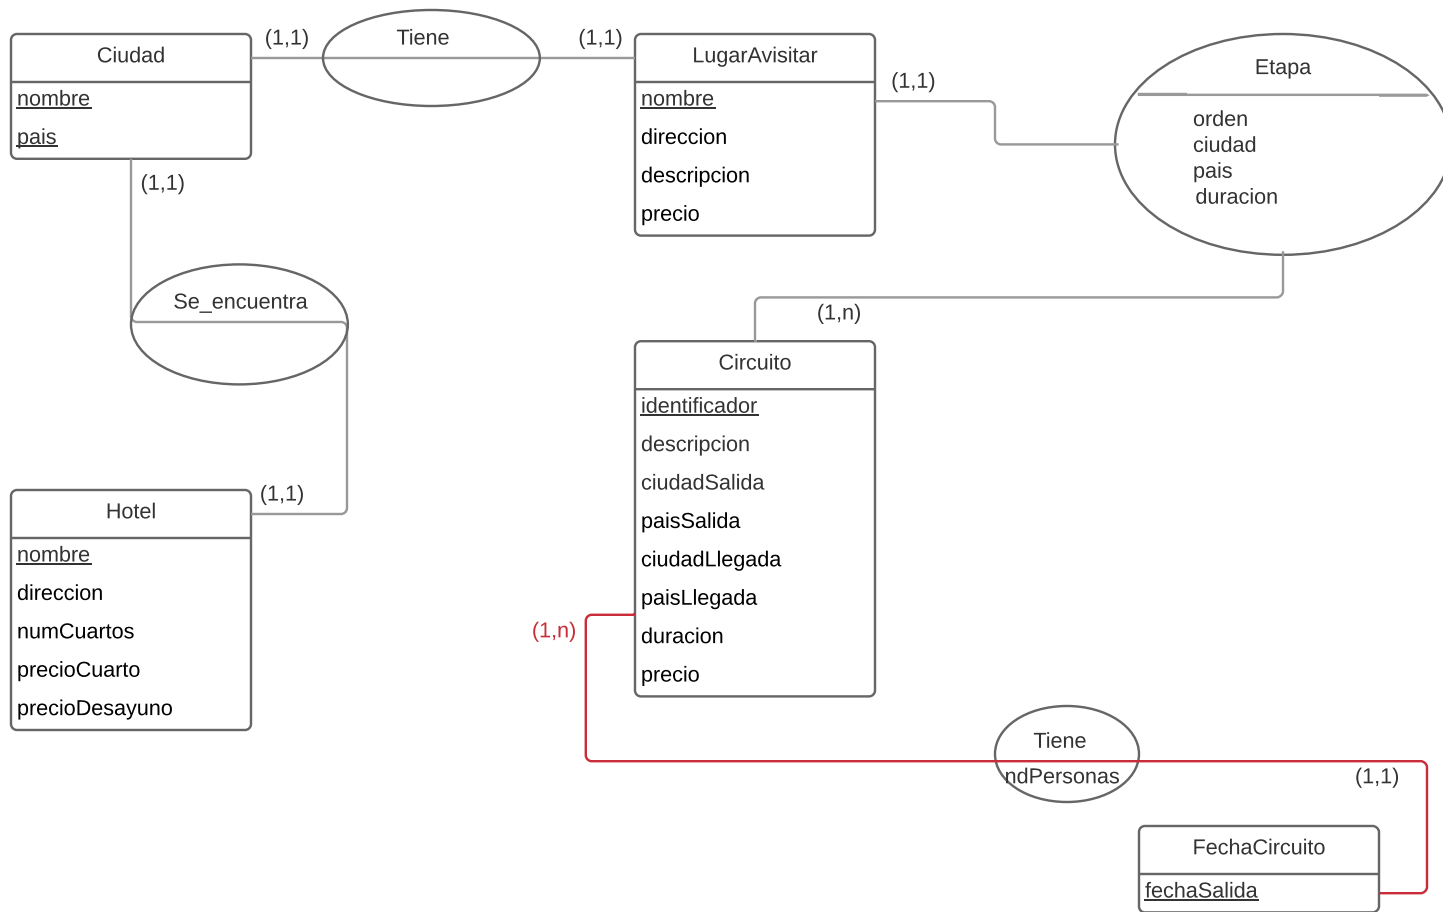 Ciudad
nombre
pais
(1,1)
Tiene
(1,1)
LugarAvisitar
nombre
direccion
descripcion
precio
(1,1)
Etapa
orden
ciudad
pais
duracion
(1,1)
Se_encuentra
(1,1)
Hotel
nombre
direccion
numCuartos
precioCuarto
precioDesayuno
(1,n)
Circuito
identificador
descripcion
ciudadSalida
paisSalida
ciudadLlegada
paisLlegada
duracion
precio
(1,n)
Tiene
ndPersonas
(1,1)
FechaCircuito
fechaSalida